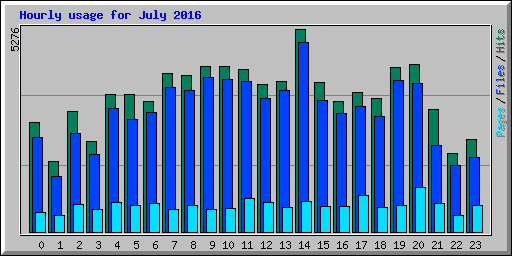 Hourly usage for July 2016
5276
Pages/Files/Hits
0 1 2 3 4 5 6 7 8 9 10 11 12 13 14 15 16 17 18 19 20 21 22 23